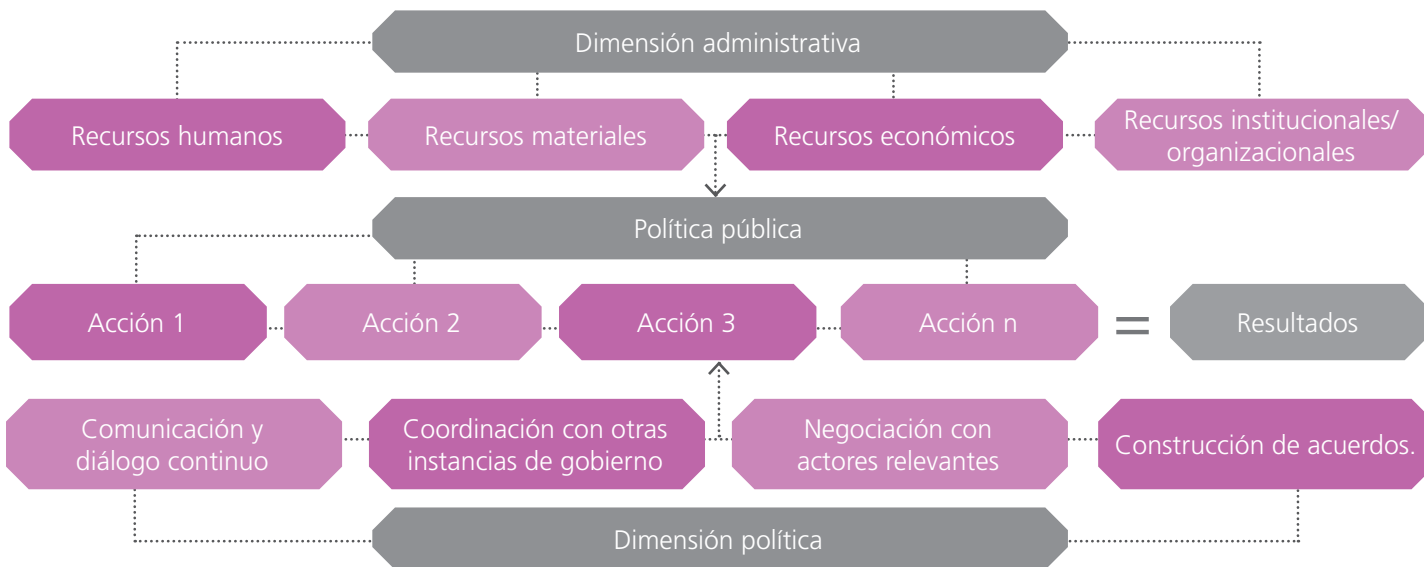 Dimensión administrativa
Recursos humanos
Recursos materiales
Recursos económicos
Recursos institucionales/
organizacionales
Política pública
Acción 1
Acción 2
Acción 3
Acción n
=
Resultados
Comunicación y
diálogo continuo
Coordinación con otras
instancias de gobierno
Negociación con
actores relevantes
Construcción de acuerdos.
Dimensión política